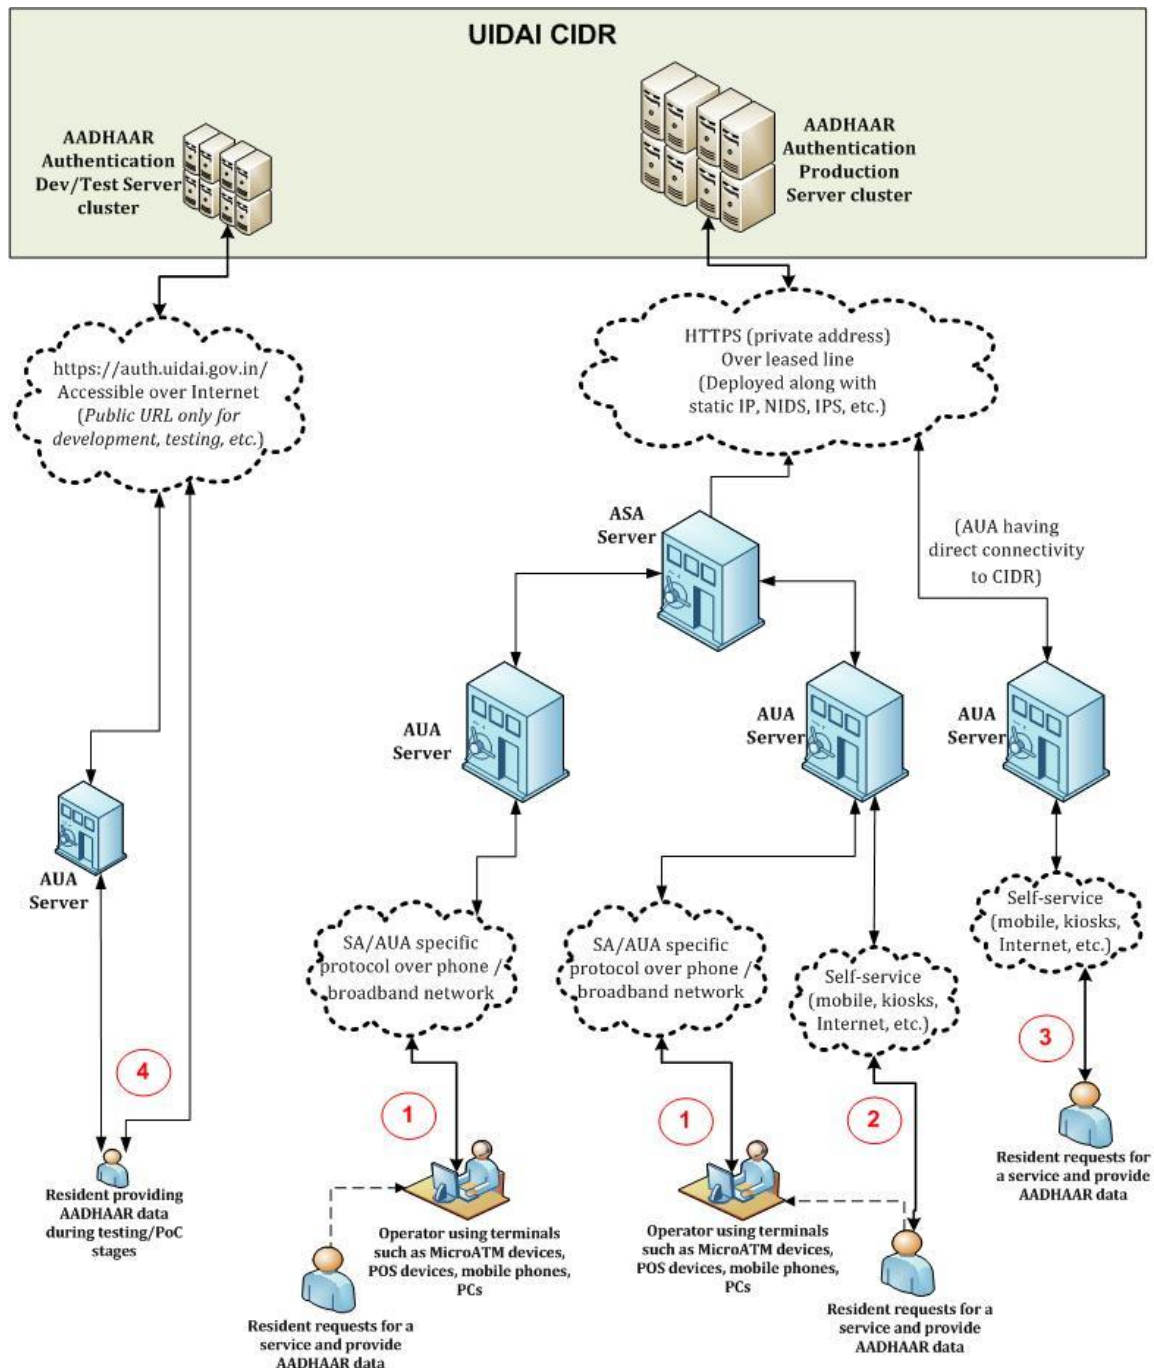 UIDAI CIDR
AADHAAR
Authentication
Dev/Test Server
cluster
AADHAAR
Authentication
Production
Server cluster
https://auth.uidai.gov.in/
Accessible over Internet
(Public URL only for
development, testing, etc.)
HTTPS (private address)
Over leased line
(Deployed along with
static IP, NIDS, IPS, etc.)
ASA
Server
(AUA having
direct connectivity
to CIDR)
AUA
Server
AUA
Server
AUA
Server
AUA
Server
SA/AUA specific
protocol over phone /
broadband network
SA/AUA specific
protocol over phone /
broadband network
Self-service
(mobile, kiosks,
Internet, etc.)
Self-service
(mobile, kiosks,
Internet, etc.)
4
1
1
2
3
Resident providing
AADHAAR data
during testing/PoC
stages
Operator using terminals
such as MicroATM devices,
POS devices, mobile phones,
PCs
Operator using terminals
such as MicroATM devices,
POS devices, mobile phones,
PCs
Resident requests for
a service and provide
AADHAAR data
Resident requests for a
service and provide
AADHAAR data
Resident requests for a
service and provide
AADHAAR data